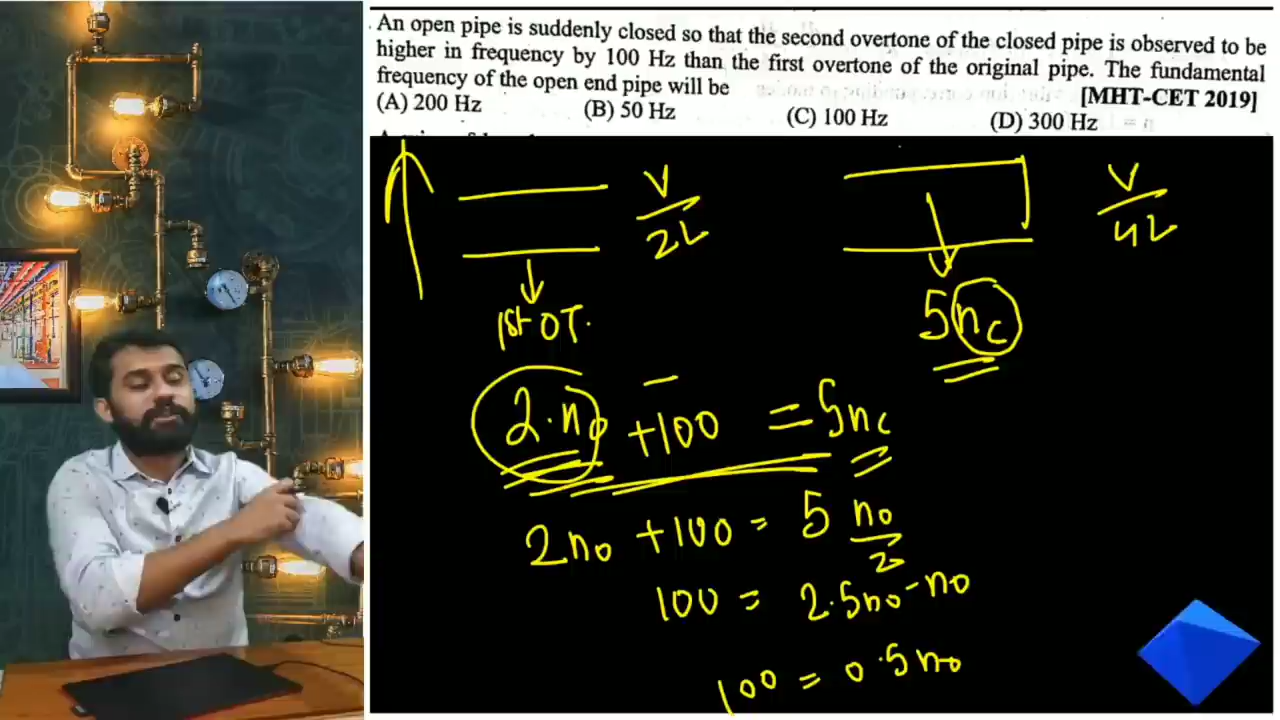 An open pipe is suddenly closed so that the second overtone of the closed pipe is observed to be
higher in frequency by 100 Hz than the first overtone of the original pipe. The fundamental
frequency of the open end pipe will be
[MHT-CET 2019]
(A) 200 Hz (B) 50 Hz (C) 100 Hz (D) 300 Hz
V/2L V/4L
1st OT.
5nc
2·no +100 = 5nc
2no +100 = 5 no/2
100 = 2.5no-no
100 = 0.5no